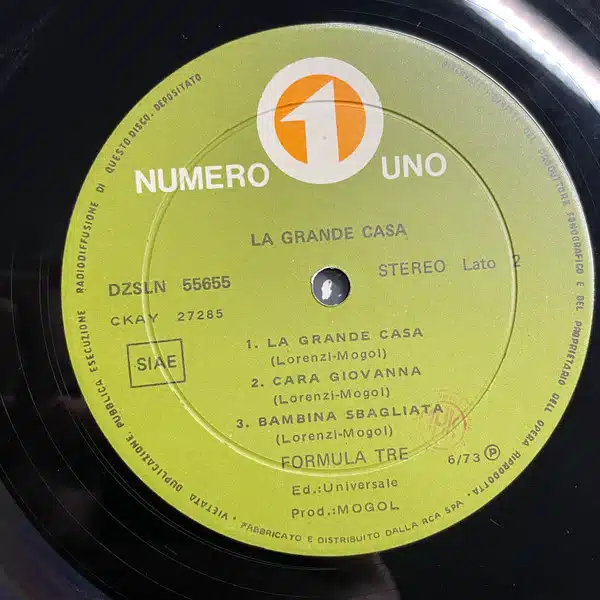 NUMERO 1 UNO
LA GRANDE CASA
DZSLN 55655
STEREO Lato 2
CKAY 27285
SIAE
1. LA GRANDE CASA
(Lorenzi-Mogol)
2. CARA GIOVANNA
(Lorenzi-Mogol)
3. BAMBINA SBAGLIATA
(Lorenzi-Mogol)
FORMULA TRE
6/73 Ⓟ
Ed.:Universale
Prod.:MOGOL
VIETATA DUPLICAZIONE. PUBBLICA ESECUZIONE RADIODIFFUSIONE DI QUESTO DISCO. DEPOSITATO
DEL PRODUTTORE FONOGRAFICO E DEL PROPRIETARIO DELL'OPERA RIPRODOTTA.
FABBRICATO E DISTRIBUITO DALLA RCA SPA